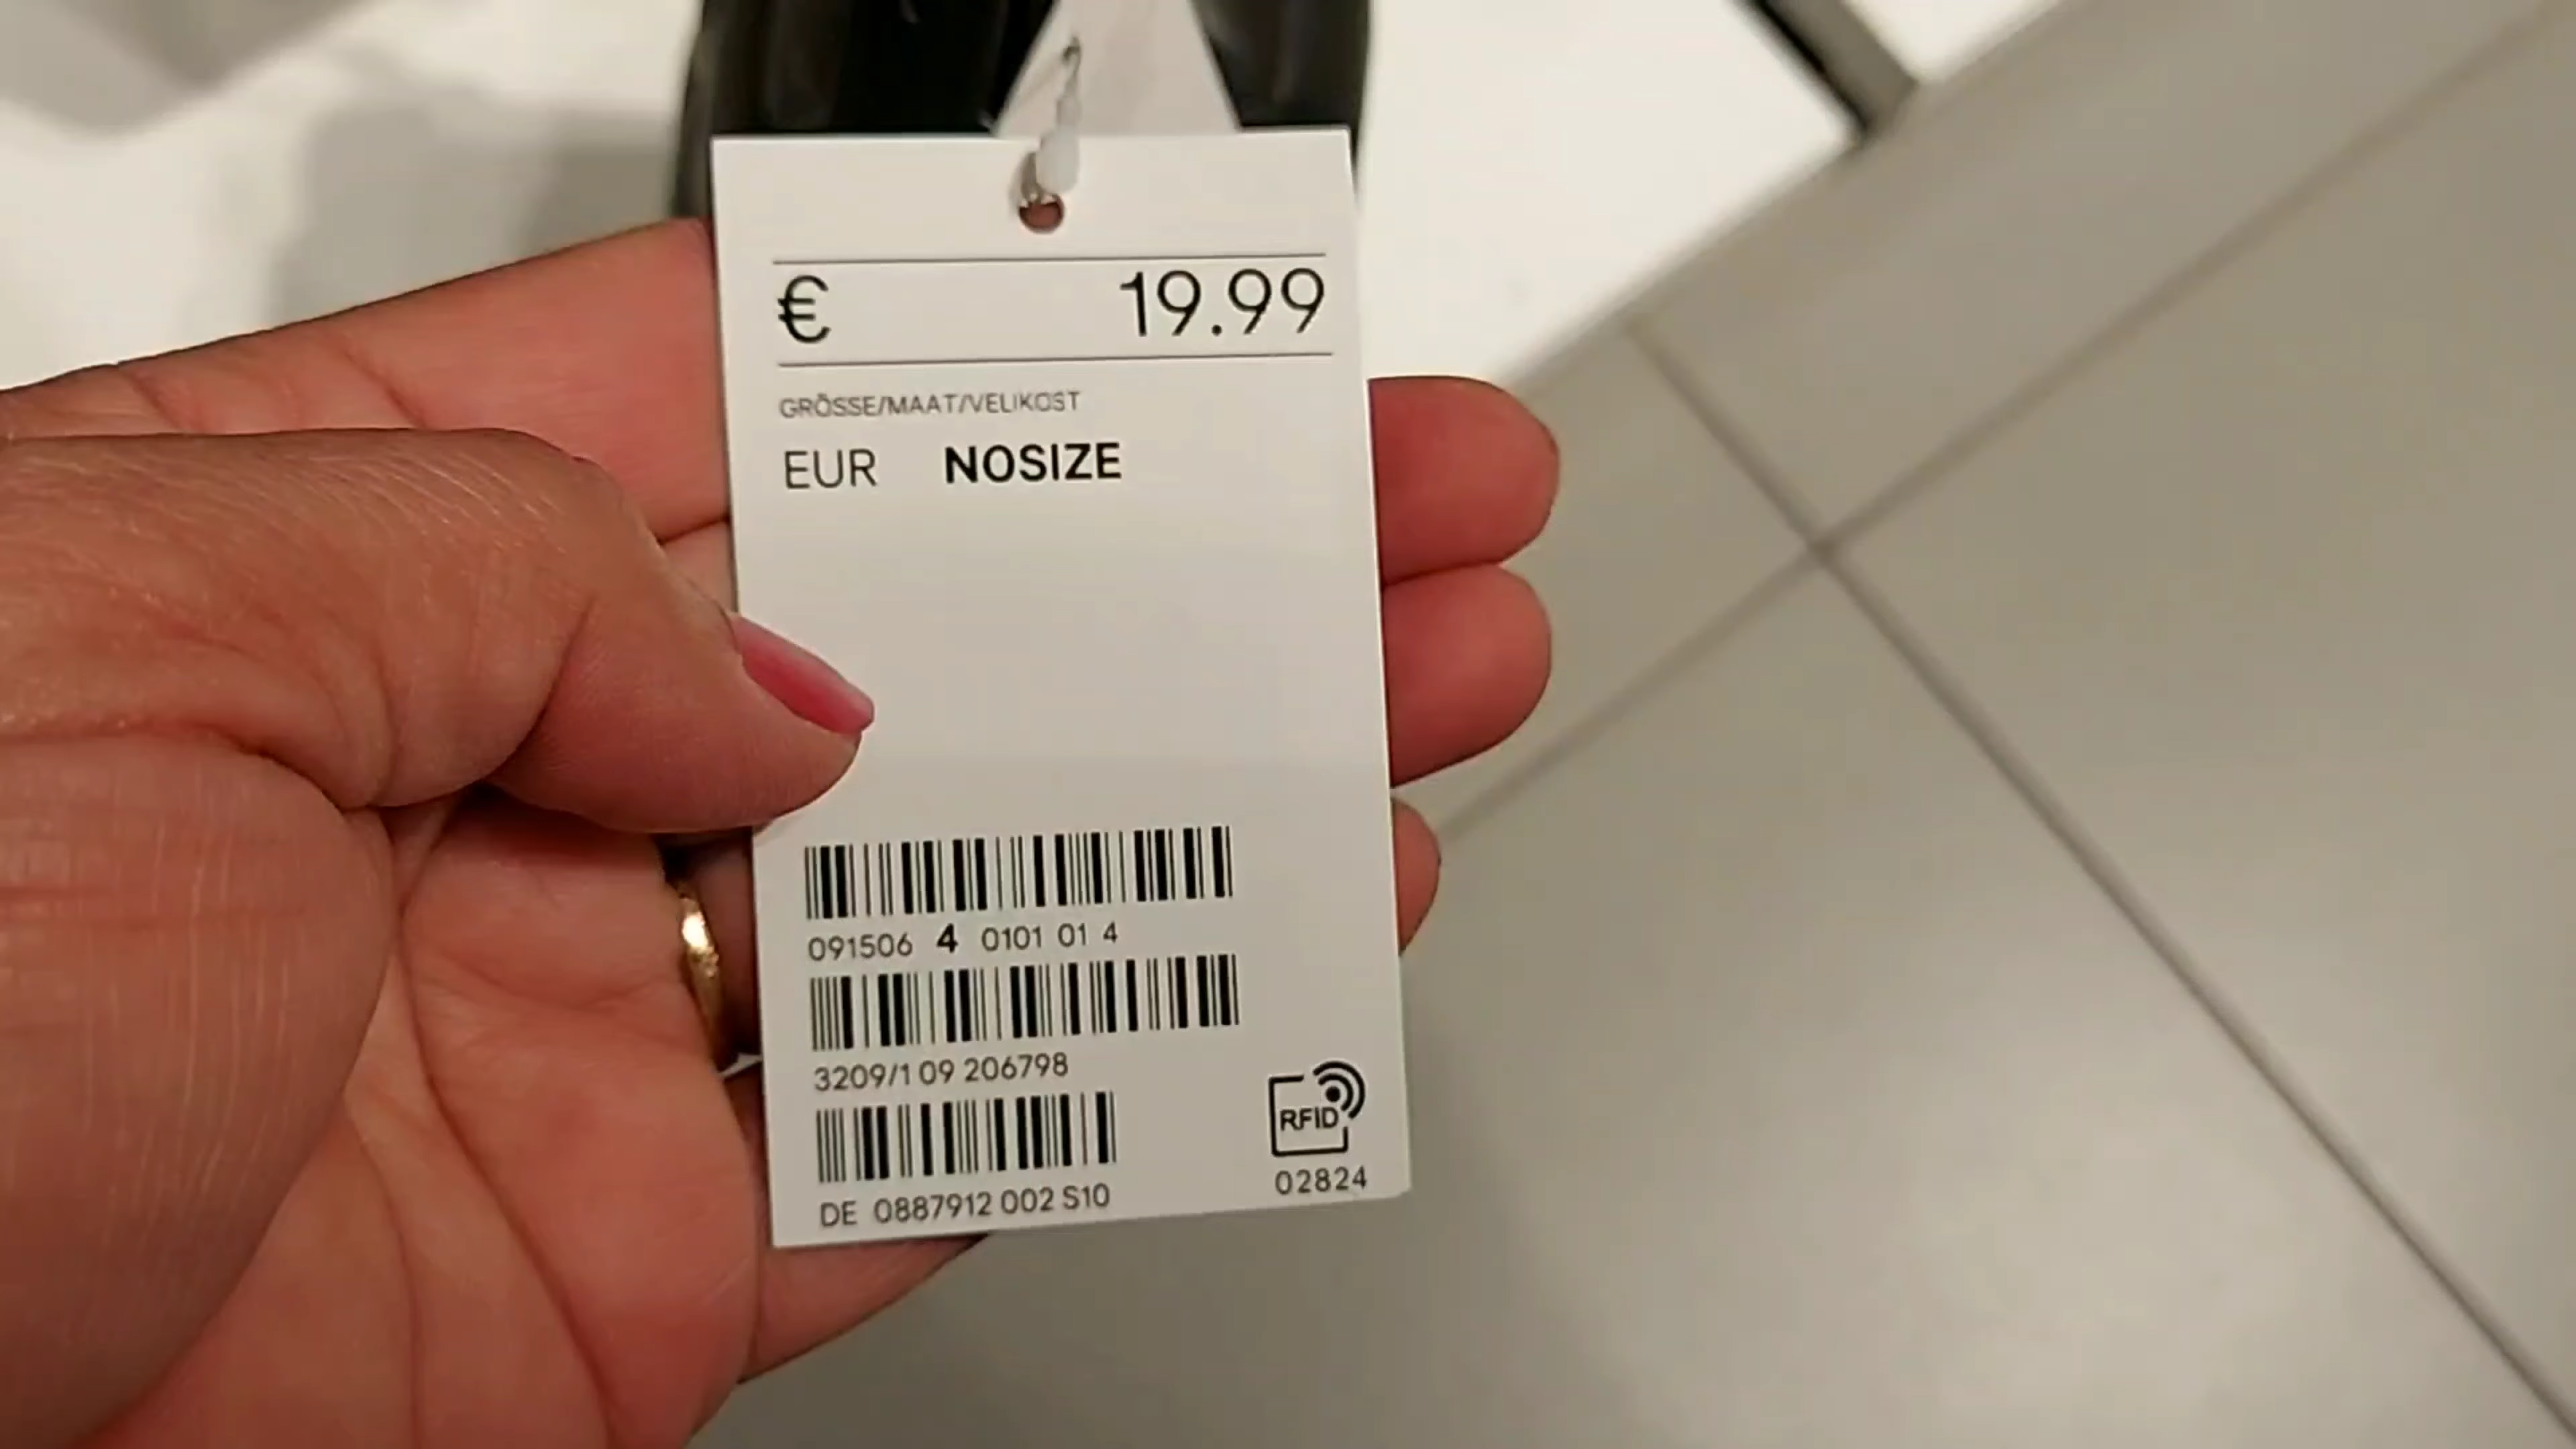 € 19.99
GRÖSSE/MAAT/VELIKOST
EUR NOSIZE
091506 4 0101 01 4
3209/1 09 206798
RFID
DE 0887912 002 S10
02824